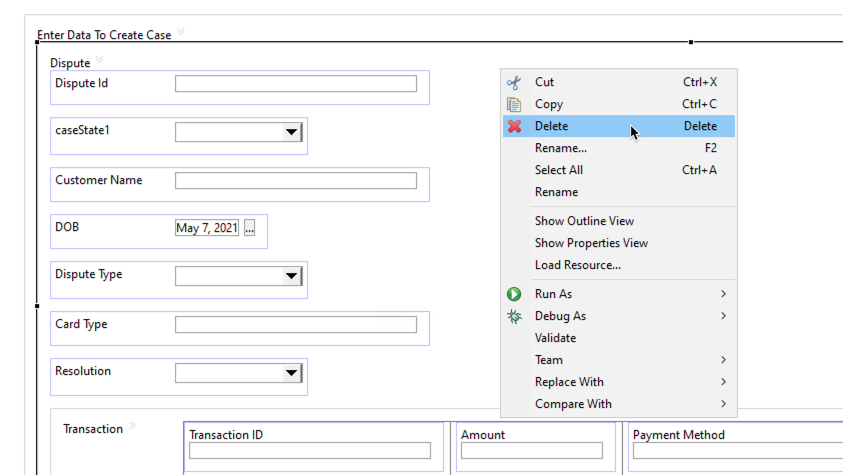 Enter Data To Create Case
Dispute
Dispute Id
caseState1
Customer Name
DOB May 7, 2021 ...
Dispute Type
Card Type
Resolution
Transaction
Transaction ID Amount Payment Method
Cut Ctrl+X
Copy Ctrl+C
Delete Delete
Rename... F2
Select All Ctrl+A
Rename
Show Outline View
Show Properties View
Load Resource...
Run As
Debug As
Validate
Team
Replace With
Compare With